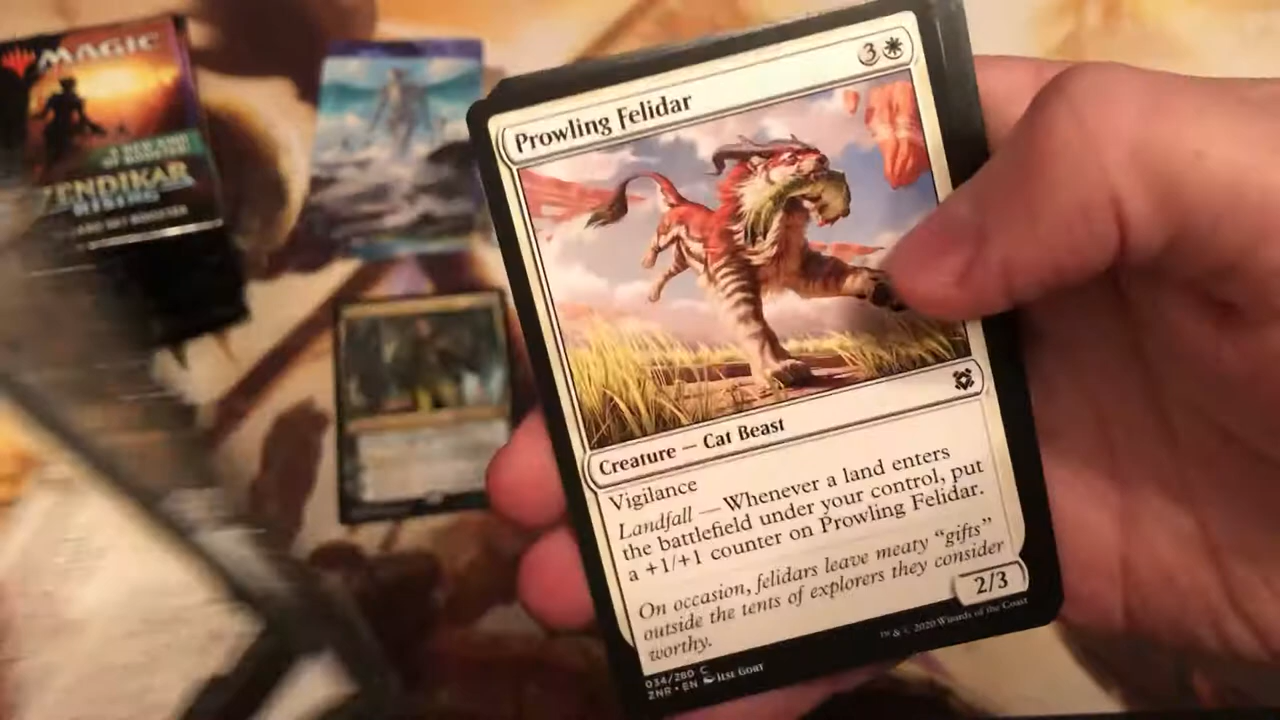 MAGIC
ZENDIKAR
RISING
Prowling Felidar
3
Creature — Cat Beast
Vigilance
Landfall — Whenever a land enters
the battlefield under your control, put
a +1/+1 counter on Prowling Felidar.
On occasion, felidars leave meaty “gifts”
outside the tents of explorers they consider
worthy.
2/3
034/280 C
ZNR • EN Ilse Gort
™ & © 2020 Wizards of the Coast